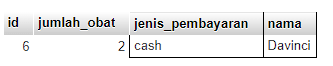 id jumlah_obat jenis_pembayaran nama
6 2 cash Davinci